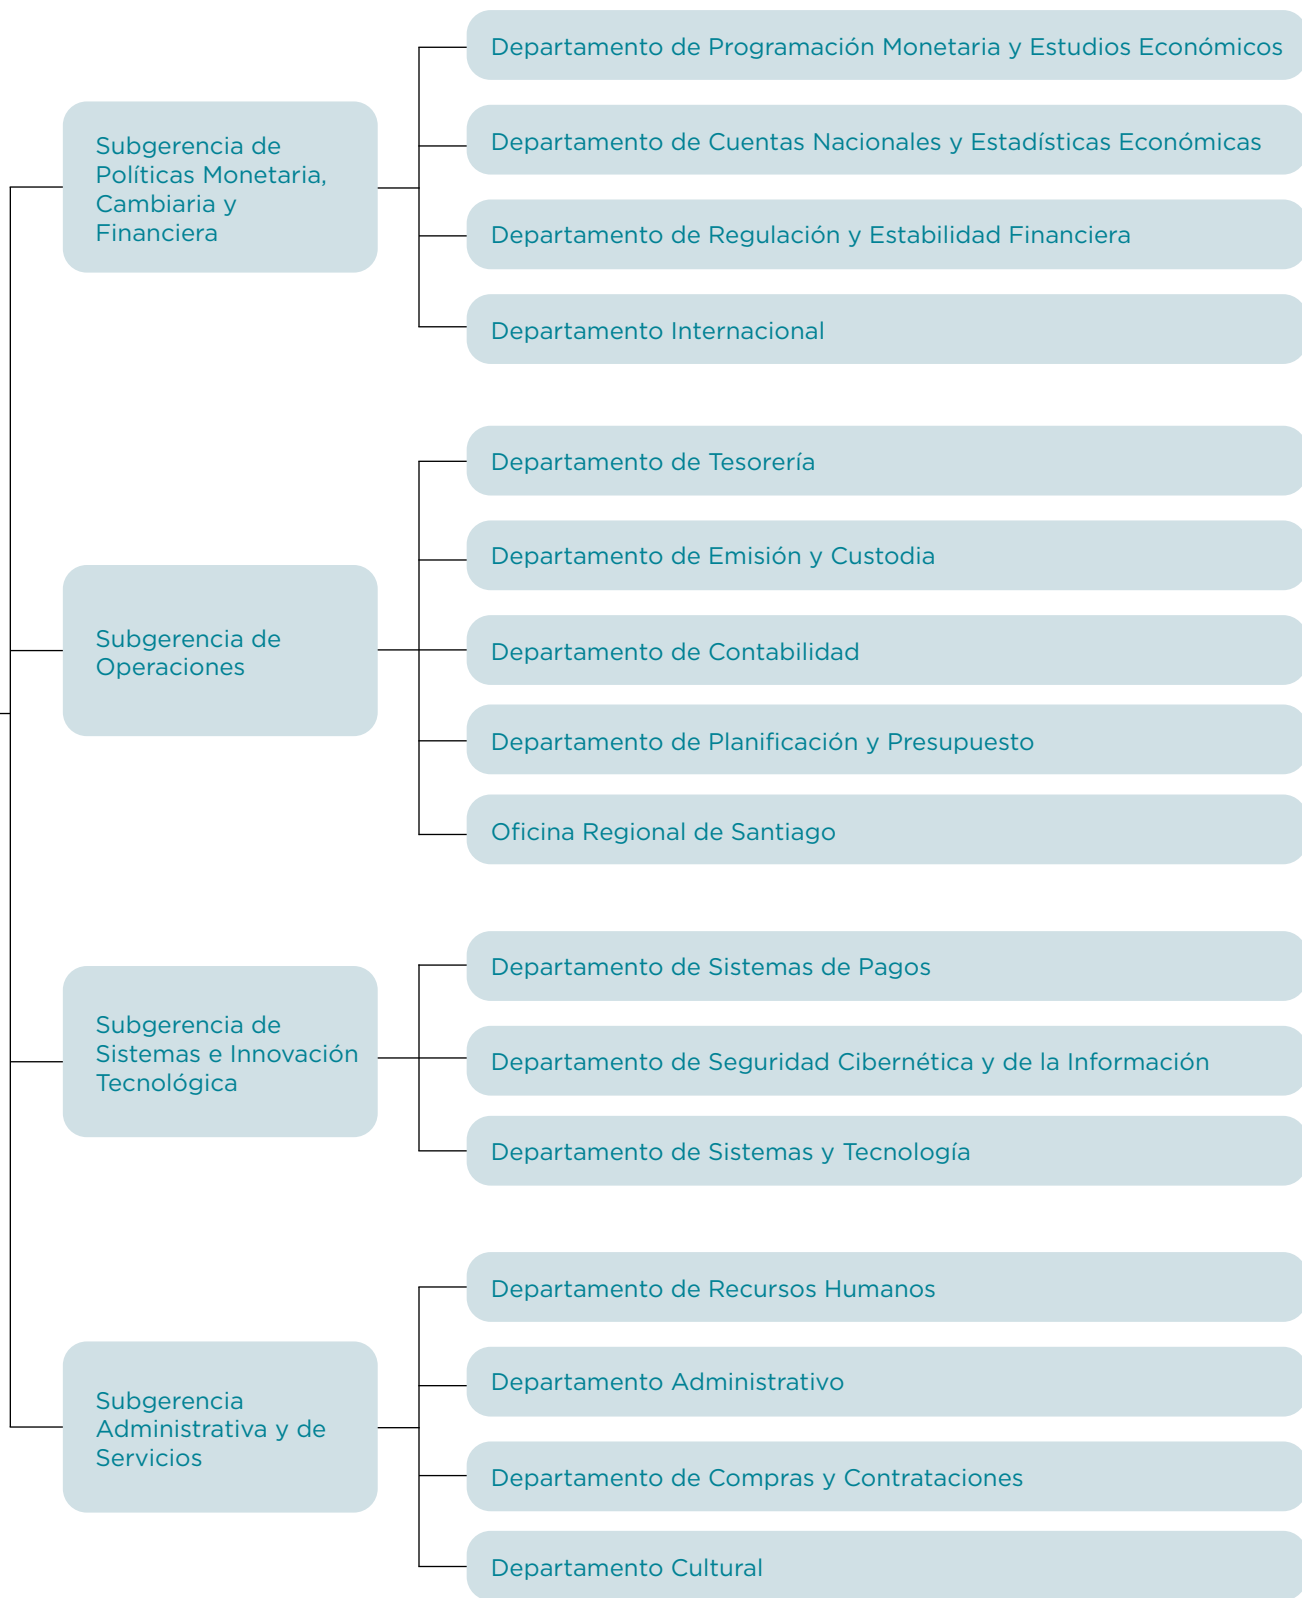 Subgerencia de
Políticas Monetaria,
Cambiaria y
Financiera
Departamento de Programación Monetaria y Estudios Económicos
Departamento de Cuentas Nacionales y Estadísticas Económicas
Departamento de Regulación y Estabilidad Financiera
Departamento Internacional
Subgerencia de
Operaciones
Departamento de Tesorería
Departamento de Emisión y Custodia
Departamento de Contabilidad
Departamento de Planificación y Presupuesto
Oficina Regional de Santiago
Subgerencia de
Sistemas e Innovación
Tecnológica
Departamento de Sistemas de Pagos
Departamento de Seguridad Cibernética y de la Información
Departamento de Sistemas y Tecnología
Subgerencia
Administrativa y de
Servicios
Departamento de Recursos Humanos
Departamento Administrativo
Departamento de Compras y Contrataciones
Departamento Cultural